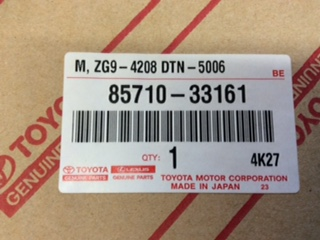 M, ZG9-4208 DTN-5006
BE
85710-33161
QTY: 1
4K27
TOYOTA
GENUINE PARTS
LEXUS
GENUINE PARTS
TOYOTA MOTOR CORPORATION
MADE IN JAPAN 23
TOYO
GENUINE